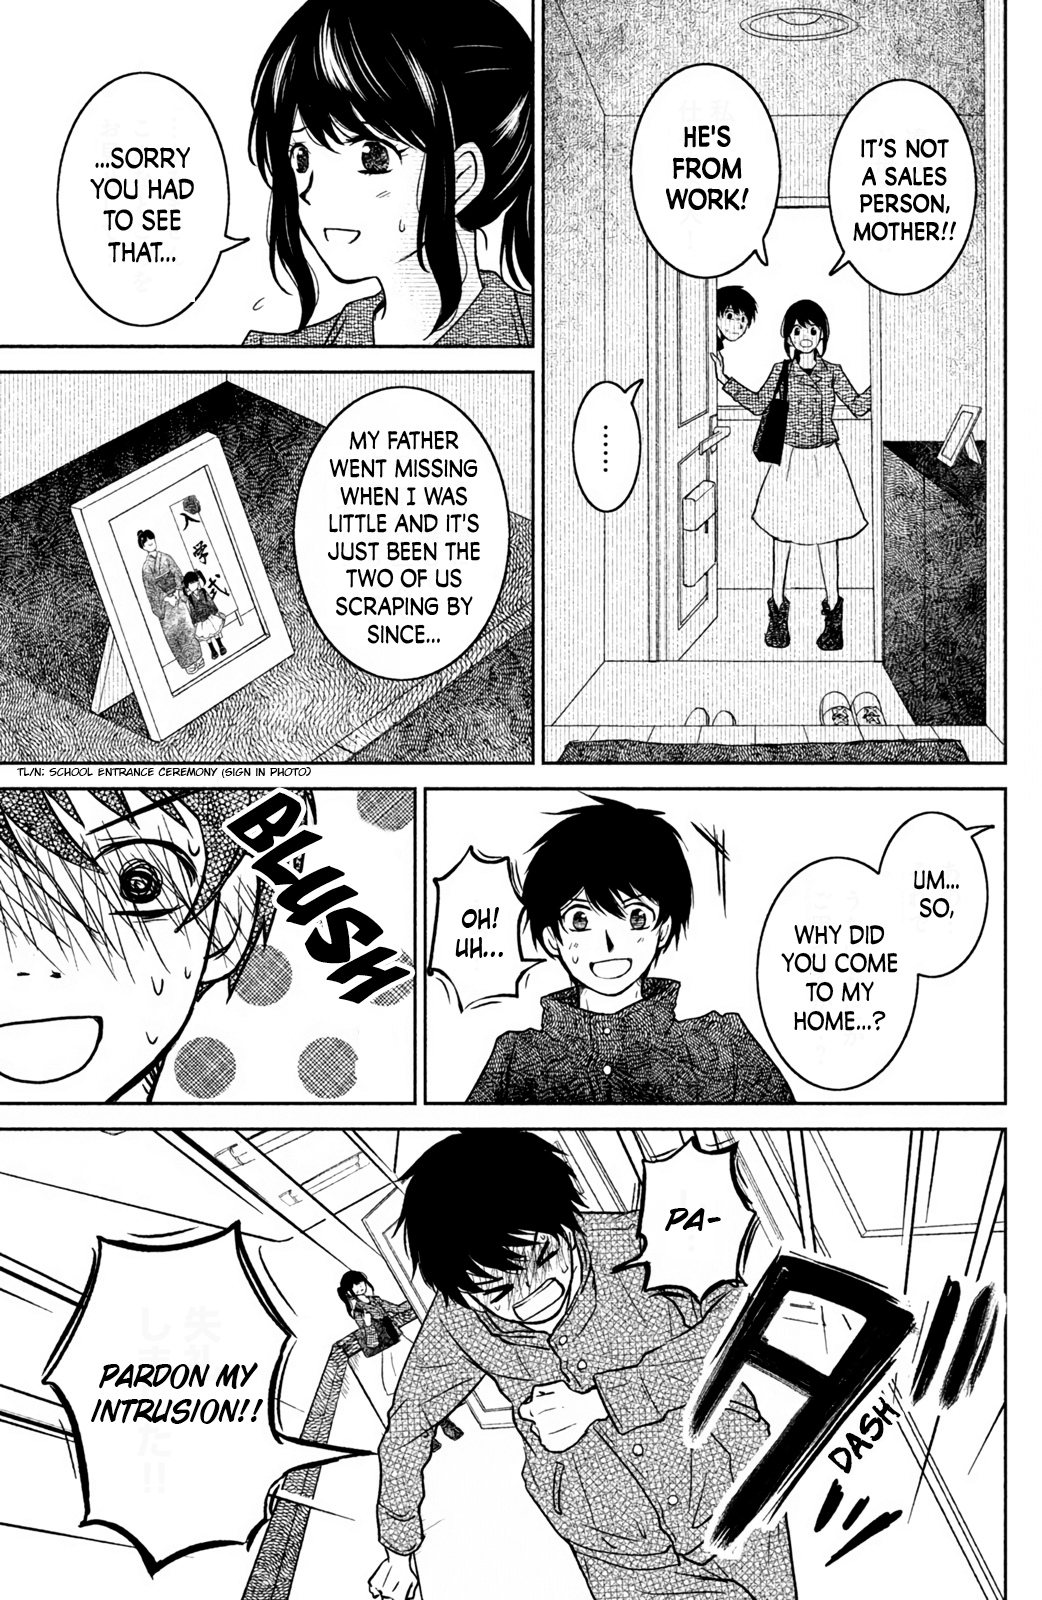 IT'S NOT
A SALES
PERSON,
MOTHER!!
HE'S
FROM
WORK!
......
...SORRY
YOU HAD
TO SEE
THAT...
MY FATHER
WENT MISSING
WHEN I WAS
LITTLE AND IT'S
JUST BEEN THE
TWO OF US
SCRAPING BY
SINCE...
入学式
TL/N: SCHOOL ENTRANCE CEREMONY (SIGN IN PHOTO)
UM...
SO,
WHY DID
YOU COME
TO MY
HOME...?
OH!
UH...
BLUSH
PA-
DASH
PARDON MY
INTRUSION!!